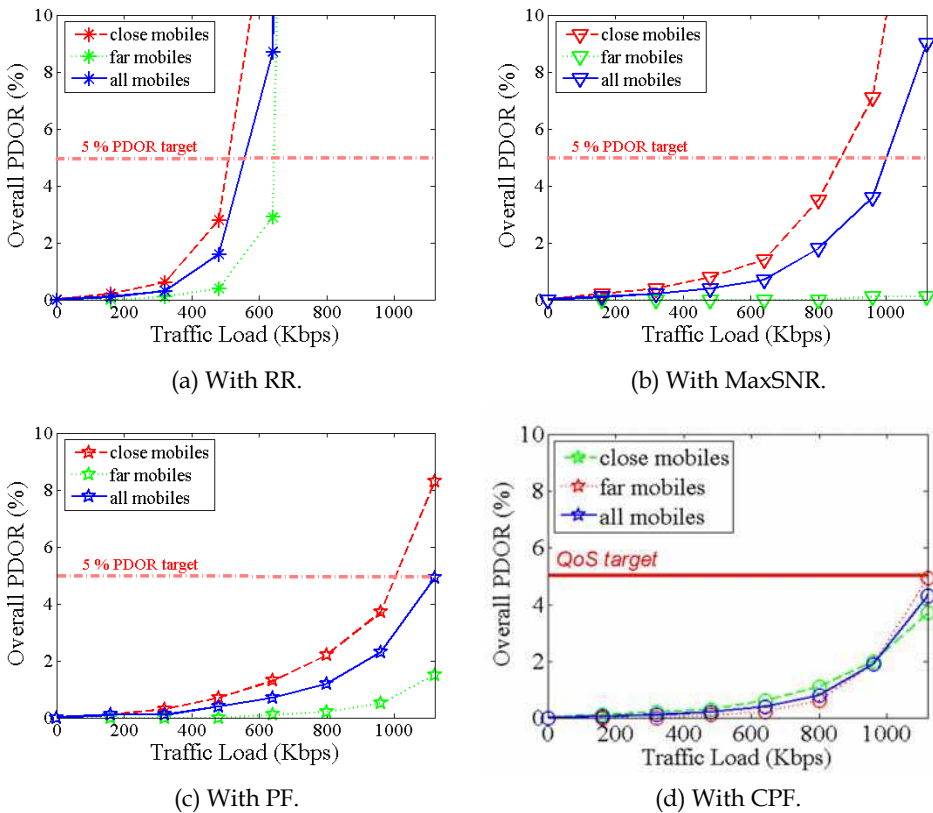 10
8
6
4
2
0
Overall PDOR (%)
close mobiles
far mobiles
all mobiles
5 % PDOR target
0 200 400 600 800 1000
Traffic Load (Kbps)
(a) With RR.
10
8
6
4
2
0
Overall PDOR (%)
close mobiles
far mobiles
all mobiles
5 % PDOR target
0 200 400 600 800 1000
Traffic Load (Kbps)
(b) With MaxSNR.
10
8
6
4
2
0
Overall PDOR (%)
close mobiles
far mobiles
all mobiles
5 % PDOR target
0 200 400 600 800 1000
Traffic Load (Kbps)
(c) With PF.
10
8
6
4
2
0
Overall PDOR (%)
close mobiles
far mobiles
all mobiles
QoS target
0 200 400 600 800 1000
Traffic Load (Kbps)
(d) With CPF.